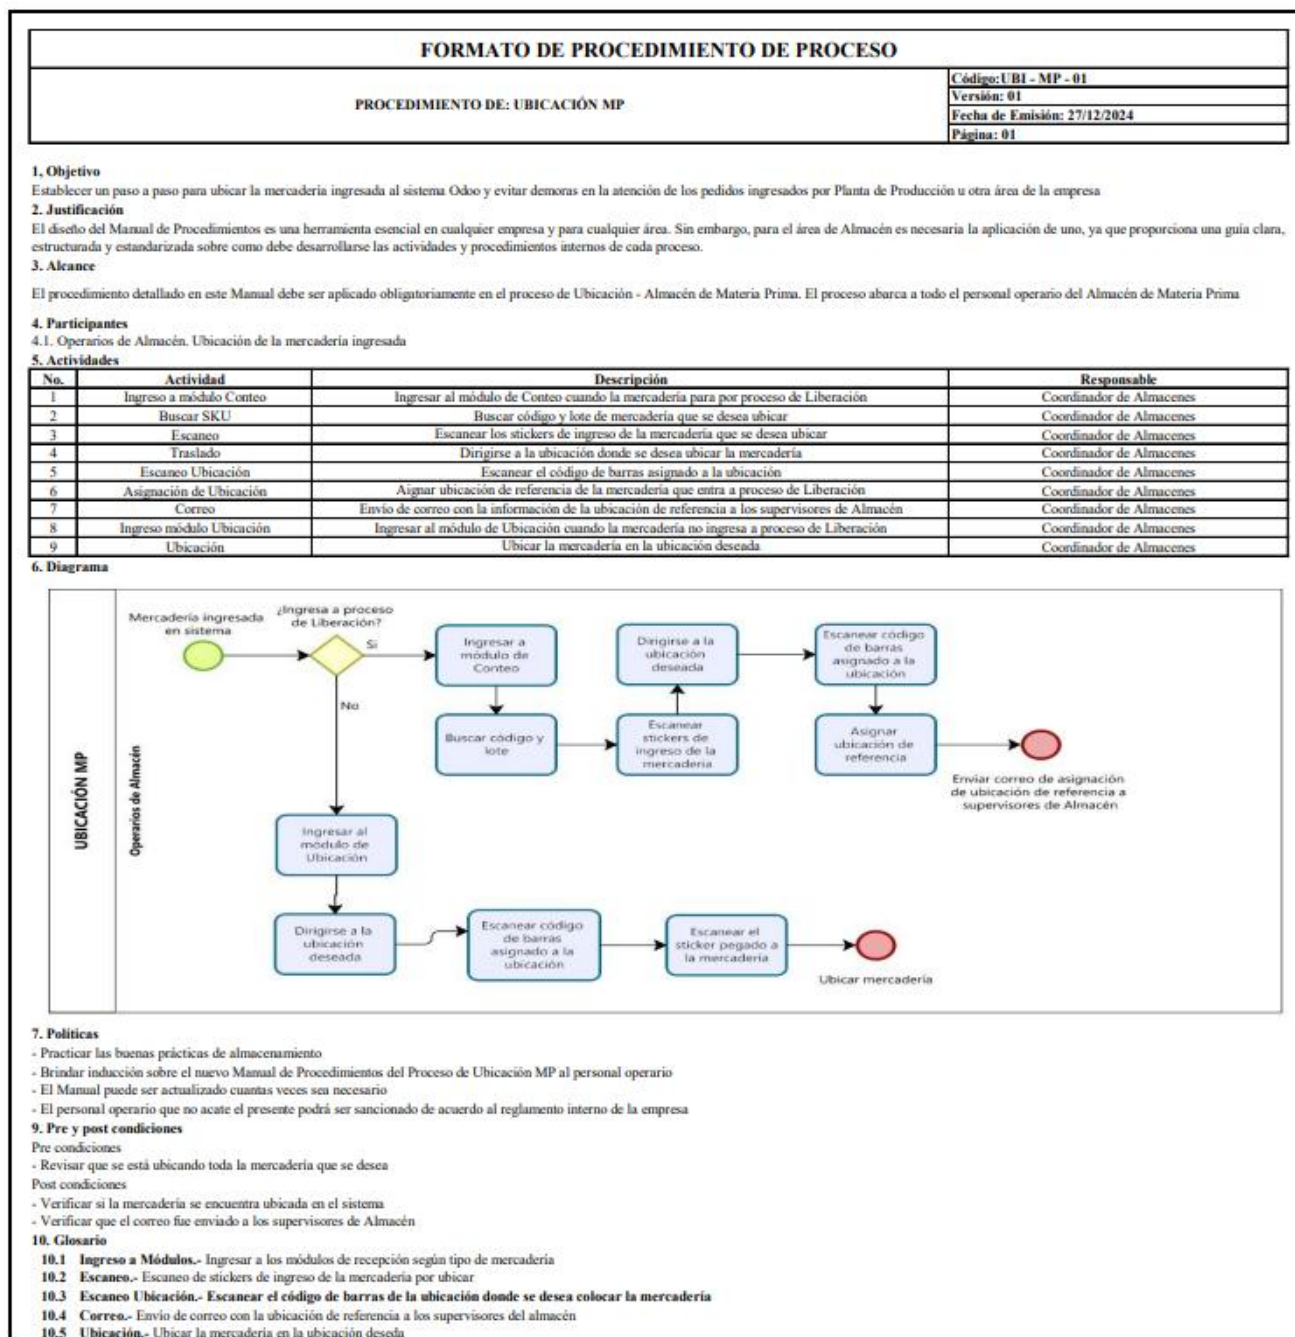 FORMATO DE PROCEDIMIENTO DE PROCESO
PROCEDIMIENTO DE: UBICACIÓN MP
Código:UBI - MP - 01
Versión: 01
Fecha de Emisión: 27/12/2024
Página: 01
1, Objetivo
Establecer un paso a paso para ubicar la mercadería ingresada al sistema Odoo y evitar demoras en la atención de los pedidos ingresados por Planta de Producción u otra área de la empresa
2. Justificación
El diseño del Manual de Procedimientos es una herramienta esencial en cualquier empresa y para cualquier área. Sin embargo, para el área de Almacén es necesaria la aplicación de uno, ya que proporciona una guía clara,
estructurada y estandarizada sobre como debe desarrollarse las actividades y procedimientos internos de cada proceso.
3. Alcance
El procedimiento detallado en este Manual debe ser aplicado obligatoriamente en el proceso de Ubicación - Almacén de Materia Prima. El proceso abarca a todo el personal operario del Almacén de Materia Prima
4. Participantes
4.1. Operarios de Almacén. Ubicación de la mercadería ingresada
5. Actividades
No. Actividad Descripción Responsable
1 Ingreso a módulo Conteo Ingresar al módulo de Conteo cuando la mercadería para por proceso de Liberación Coordinador de Almacenes
2 Buscar SKU Buscar código y lote de mercadería que se desea ubicar Coordinador de Almacenes
3 Escaneo Escanear los stickers de ingreso de la mercadería que se desea ubicar Coordinador de Almacenes
4 Traslado Dirigirse a la ubicación donde se desea ubicar la mercadería Coordinador de Almacenes
5 Escaneo Ubicación Escanear el código de barras asignado a la ubicación Coordinador de Almacenes
6 Asignación de Ubicación Aignar ubicación de referencia de la mercadería que entra a proceso de Liberación Coordinador de Almacenes
7 Correo Envío de correo con la información de la ubicación de referencia a los supervisores de Almacén Coordinador de Almacenes
8 Ingreso módulo Ubicación Ingresar al módulo de Ubicación cuando la mercadería no ingresa a proceso de Liberación Coordinador de Almacenes
9 Ubicación Ubicar la mercadería en la ubicación deseada Coordinador de Almacenes
6. Diagrama
UBICACIÓN MP
Operarios de Almacén
Mercadería ingresada
en sistema
¿Ingresa a proceso
de Liberación?
Si
No
Ingresar a
módulo de
Conteo
Buscar código y
lote
Escanear
stickers de
ingreso de la
mercaderia
Dirigirse a la
ubicación
deseada
Escanear código
de barras
asignado a la
ubicación
Asignar
ubicación de
referencia
Enviar correo de asignación
de ubicación de referencia a
supervisores de Almacén
Ingresar al
módulo de
Ubicación
Dirigirse a la
ubicación
deseada
Escanear código
de barras
asignado a la
ubicación
Escanear el
sticker pegado a
la mercadería
Ubicar mercadería
7. Políticas
- Practicar las buenas prácticas de almacenamiento
- Brindar inducción sobre el nuevo Manual de Procedimientos del Proceso de Ubicación MP al personal operario
- El Manual puede ser actualizado cuantas veces sea necesario
- El personal operario que no acate el presente podrá ser sancionado de acuerdo al reglamento interno de la empresa
9. Pre y post condiciones
Pre condiciones
- Revisar que se está ubicando toda la mercadería que se desea
Post condiciones
- Verificar si la mercadería se encuentra ubicada en el sistema
- Verificar que el correo fue enviado a los supervisores de Almacén
10. Glosario
10.1 Ingreso a Módulos.- Ingresar a los módulos de recepción según tipo de mercadería
10.2 Escaneo.- Escaneo de stickers de ingreso de la mercadería por ubicar
10.3 Escaneo Ubicación.- Escanear el código de barras de la ubicación donde se desea colocar la mercadería
10.4 Correo.- Envío de correo con la ubicación de referencia a los supervisores del almacén
10.5 Ubicación.- Ubicar la mercadería en la ubicación deseda